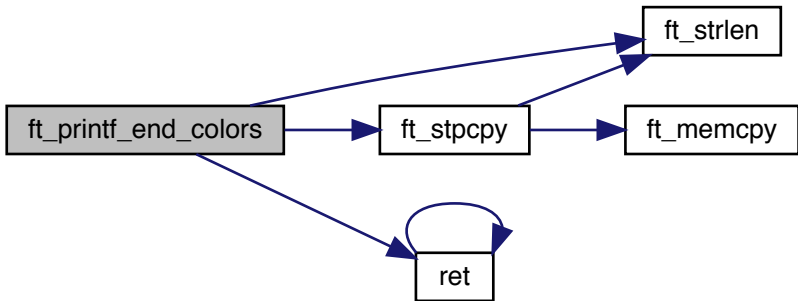 ft_strlen
ft_printf_end_colors
ft_stpcpy
ft_memcpy
ret